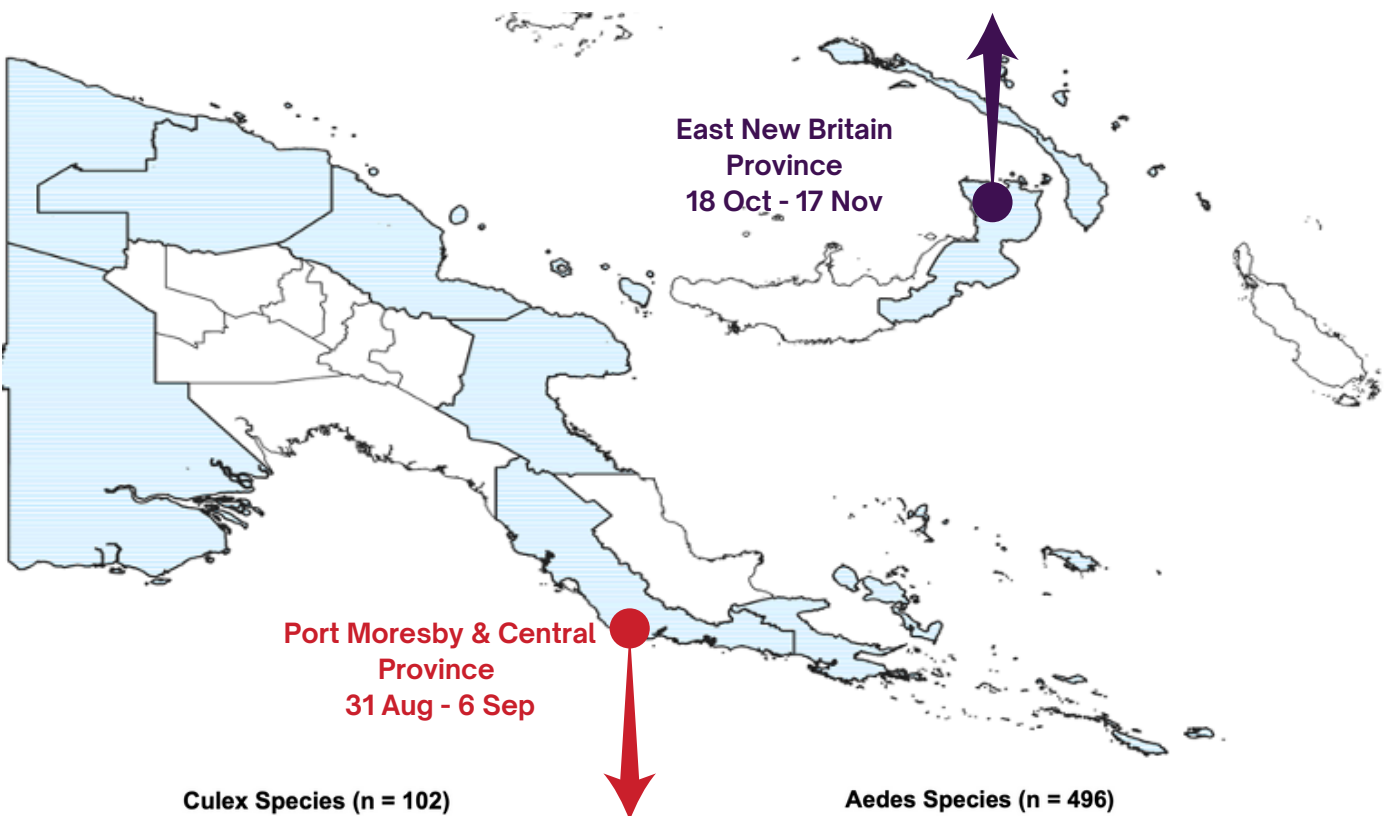 East New Britain
Province
18 Oct - 17 Nov
Port Moresby & Central
Province
31 Aug - 6 Sep
Culex Species (n = 102)
Aedes Species (n = 496)